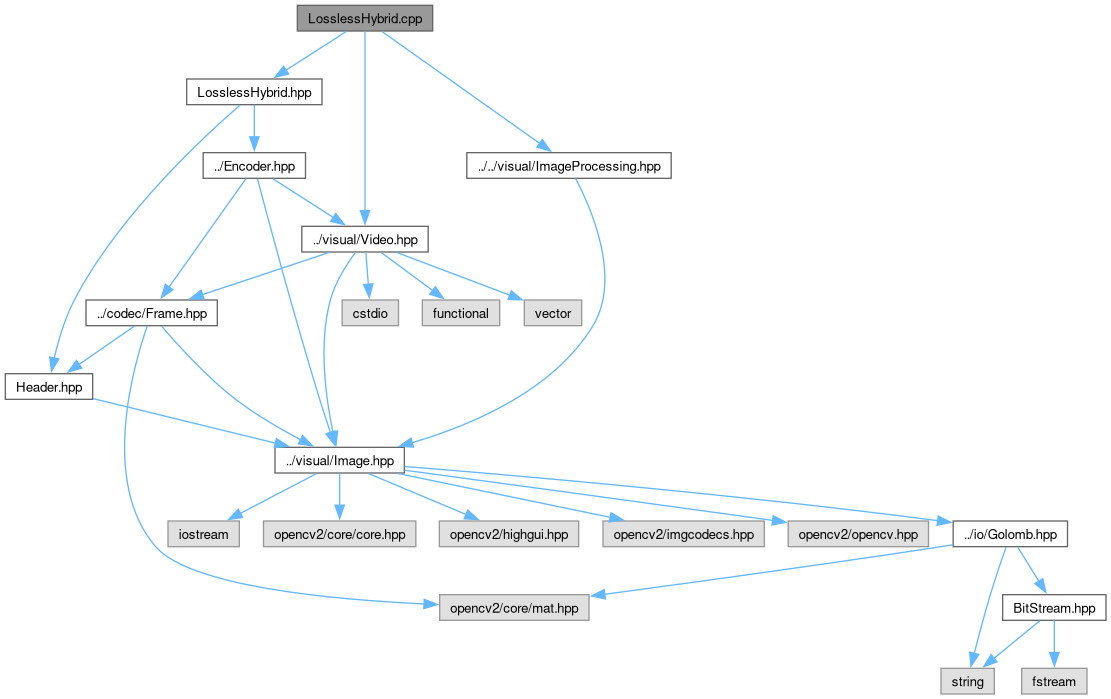 LosslessHybrid.cpp
LosslessHybrid.hpp
../Encoder.hpp
../../visual/ImageProcessing.hpp
../visual/Video.hpp
../codec/Frame.hpp
cstdio
functional
vector
Header.hpp
../visual/Image.hpp
iostream
opencv2/core/core.hpp
opencv2/highgui.hpp
opencv2/imgcodecs.hpp
opencv2/opencv.hpp
../io/Golomb.hpp
opencv2/core/mat.hpp
BitStream.hpp
string
fstream